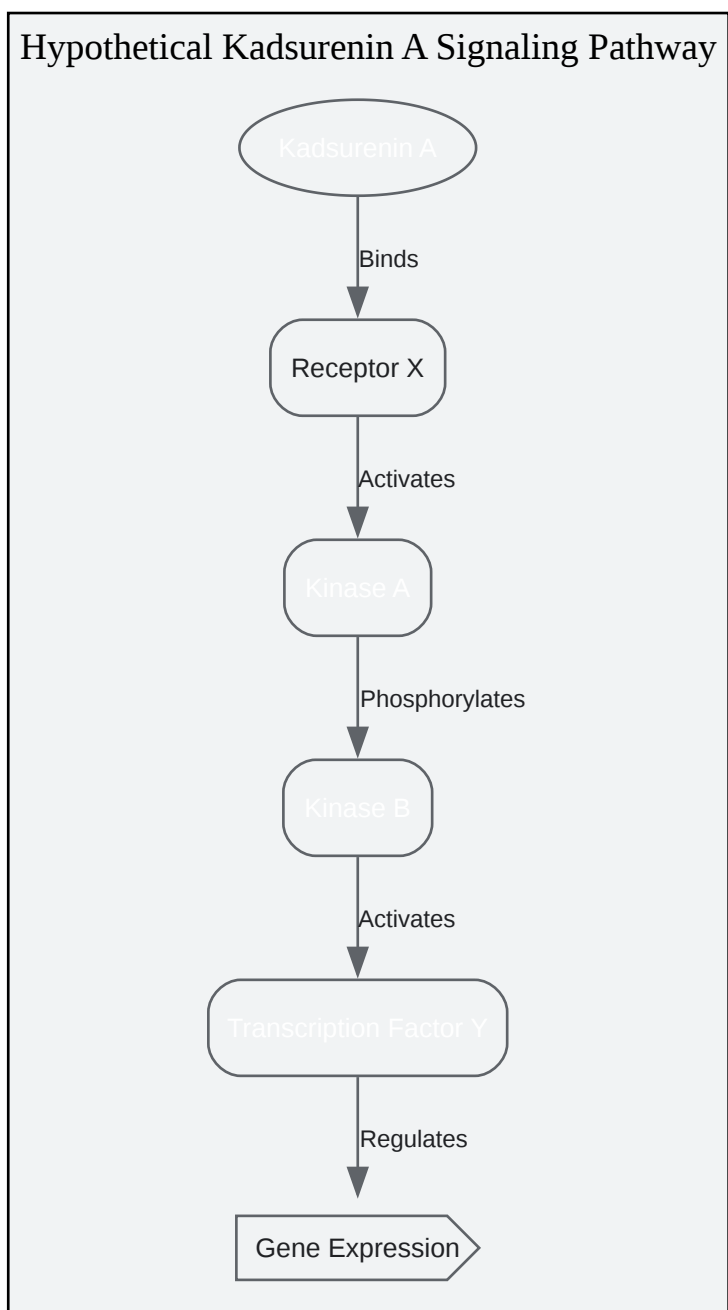 Hypothetical Kadsurenin A Signaling Pathway
Kadsurenin A
Binds
Receptor X
Activates
Kinase A
Phosphorylates
Kinase B
Activates
Transcription Factor Y
Regulates
Gene Expression